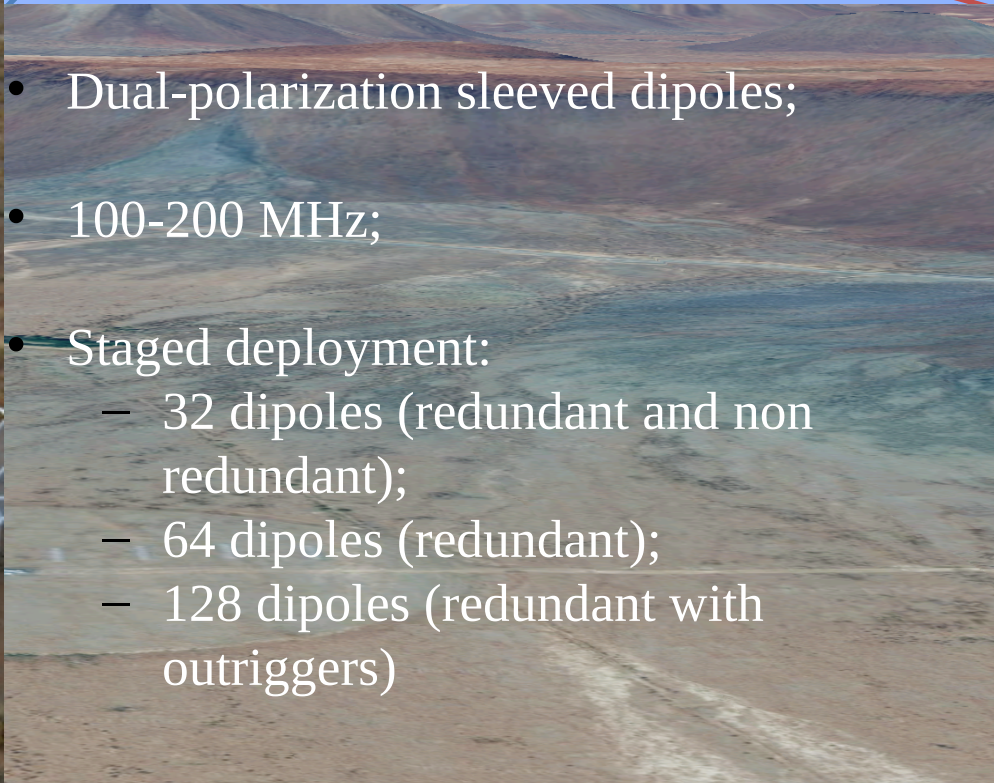 • Dual-polarization sleeved dipoles;
• 100-200 MHz;
• Staged deployment:
– 32 dipoles (redundant and non
redundant);
– 64 dipoles (redundant);
– 128 dipoles (redundant with
outriggers)